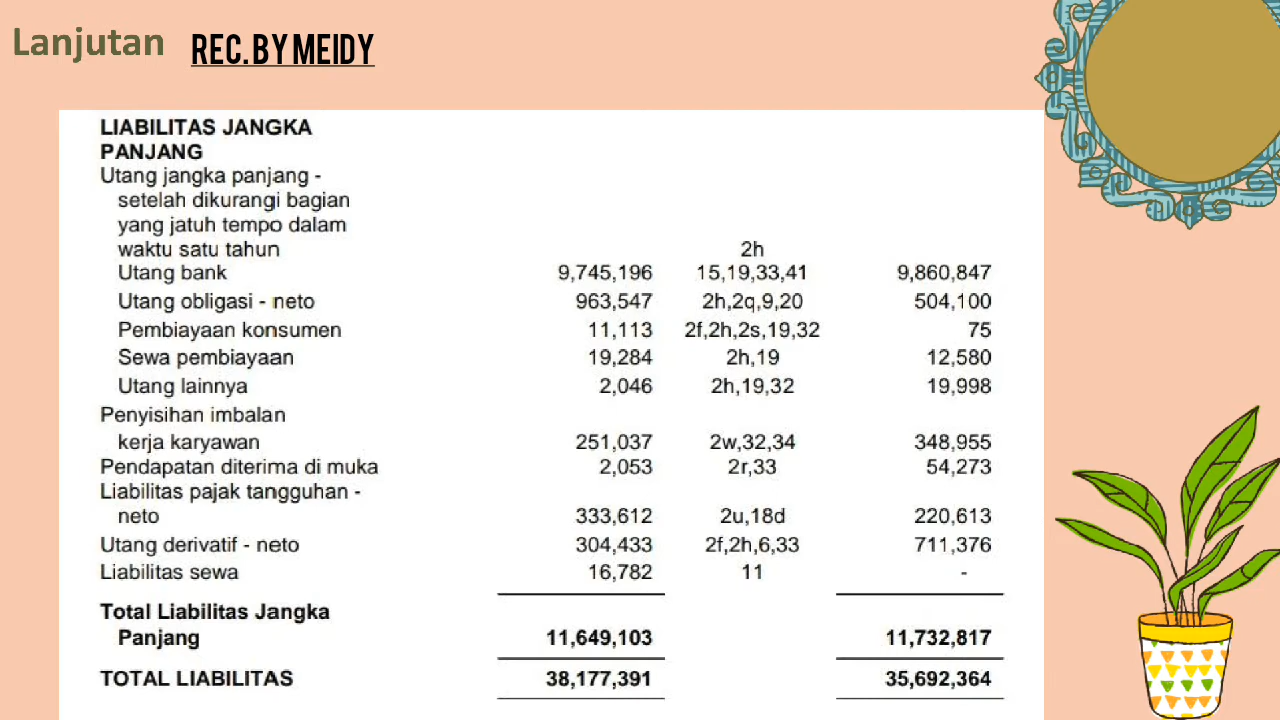 Lanjutan REC. BY MEIDY
LIABILITAS JANGKA
PANJANG
Utang jangka panjang -
setelah dikurangi bagian
yang jatuh tempo dalam
waktu satu tahun 2h
Utang bank 9,745,196 15,19,33,41 9,860,847
Utang obligasi - neto 963,547 2h,2q,9,20 504,100
Pembiayaan konsumen 11,113 2f,2h,2s,19,32 75
Sewa pembiayaan 19,284 2h,19 12,580
Utang lainnya 2,046 2h,19,32 19,998
Penyisihan imbalan
kerja karyawan 251,037 2w,32,34 348,955
Pendapatan diterima di muka 2,053 2r,33 54,273
Liabilitas pajak tangguhan -
neto 333,612 2u,18d 220,613
Utang derivatif - neto 304,433 2f,2h,6,33 711,376
Liabilitas sewa 16,782 11 -
Total Liabilitas Jangka
Panjang 11,649,103 11,732,817
TOTAL LIABILITAS 38,177,391 35,692,364